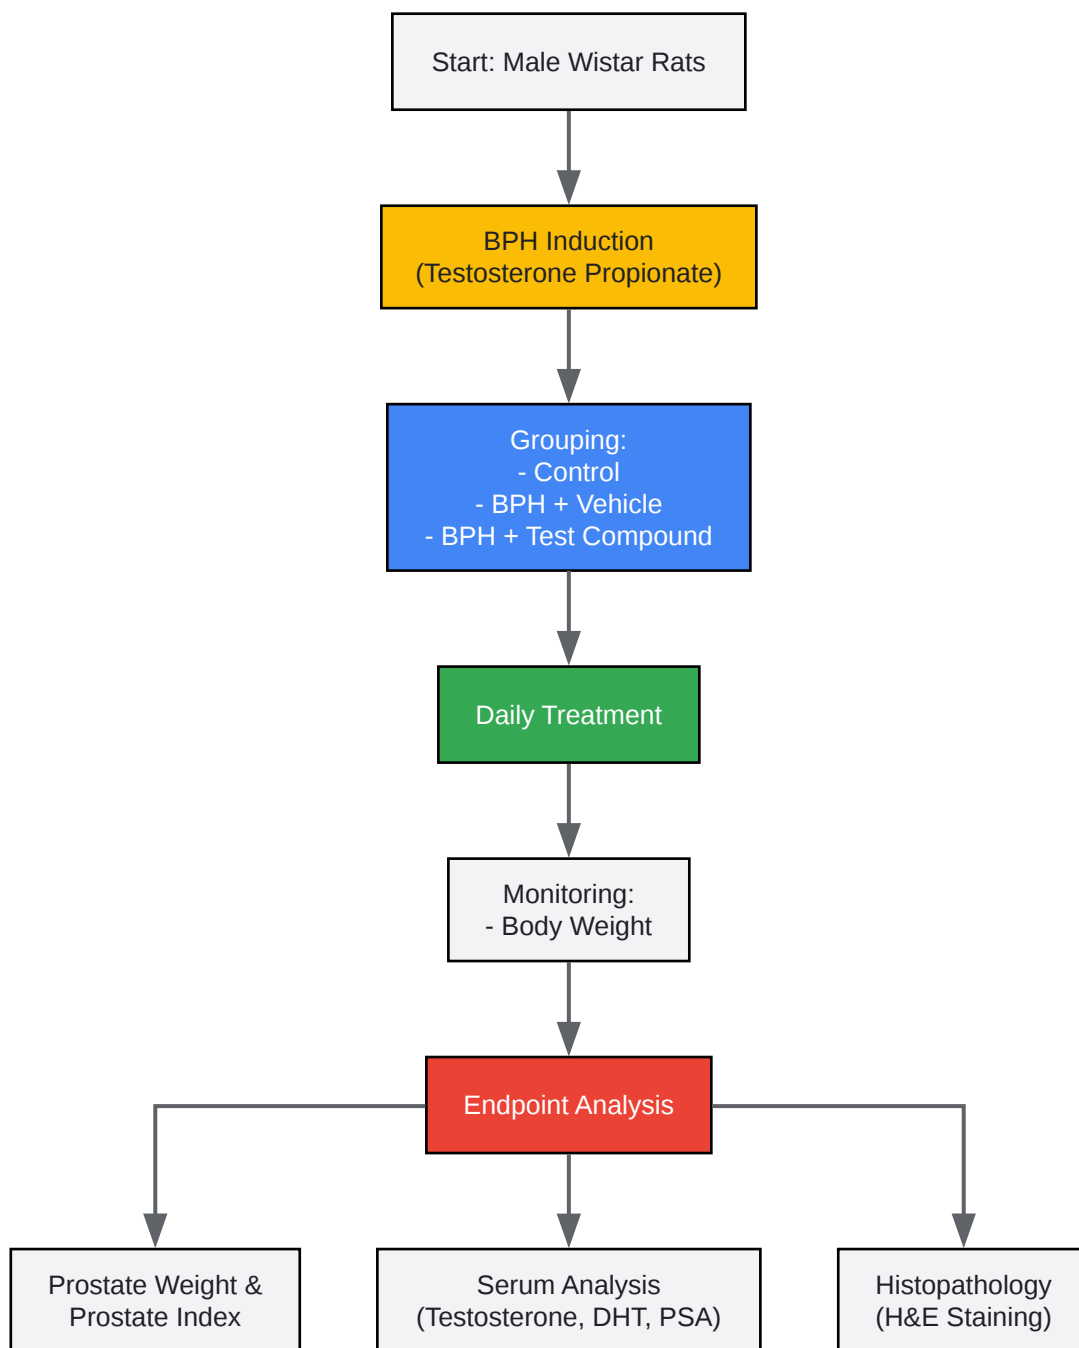 Start: Male Wistar Rats
BPH Induction
(Testosterone Propionate)
Grouping:
- Control
- BPH + Vehicle
- BPH + Test Compound
Daily Treatment
Monitoring:
- Body Weight
Endpoint Analysis
Prostate Weight &
Prostate Index
Serum Analysis
(Testosterone, DHT, PSA)
Histopathology
(H&E Staining)